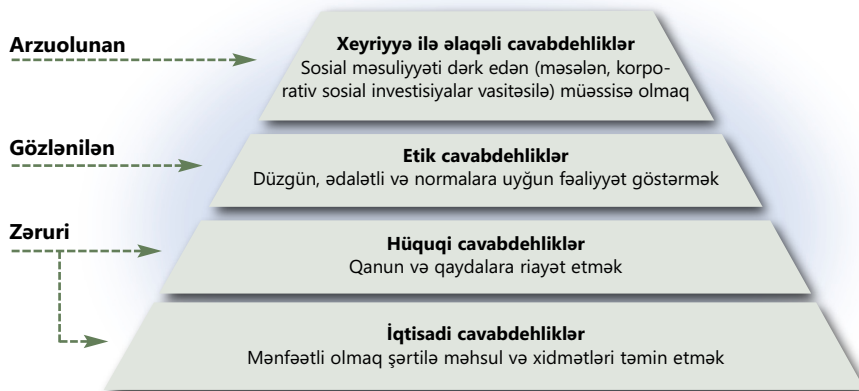 Arzuolunan
Xeyriyyə ilə əlaqəli cavabdehliklər
Sosial məsuliyyəti dərk edən (məsələn, korpo-
rativ sosial investisiyalar vasitəsilə) müəssisə olmaq
Gözlənilən
Etik cavabdehliklər
Düzgün, ədalətli və normalara uyğun fəaliyyət göstərmək
Zəruri
Hüquqi cavabdehliklər
Qanun və qaydalara riayət etmək
İqtisadi cavabdehliklər
Mənfəətli olmaq şərtilə məhsul və xidmətləri təmin etmək